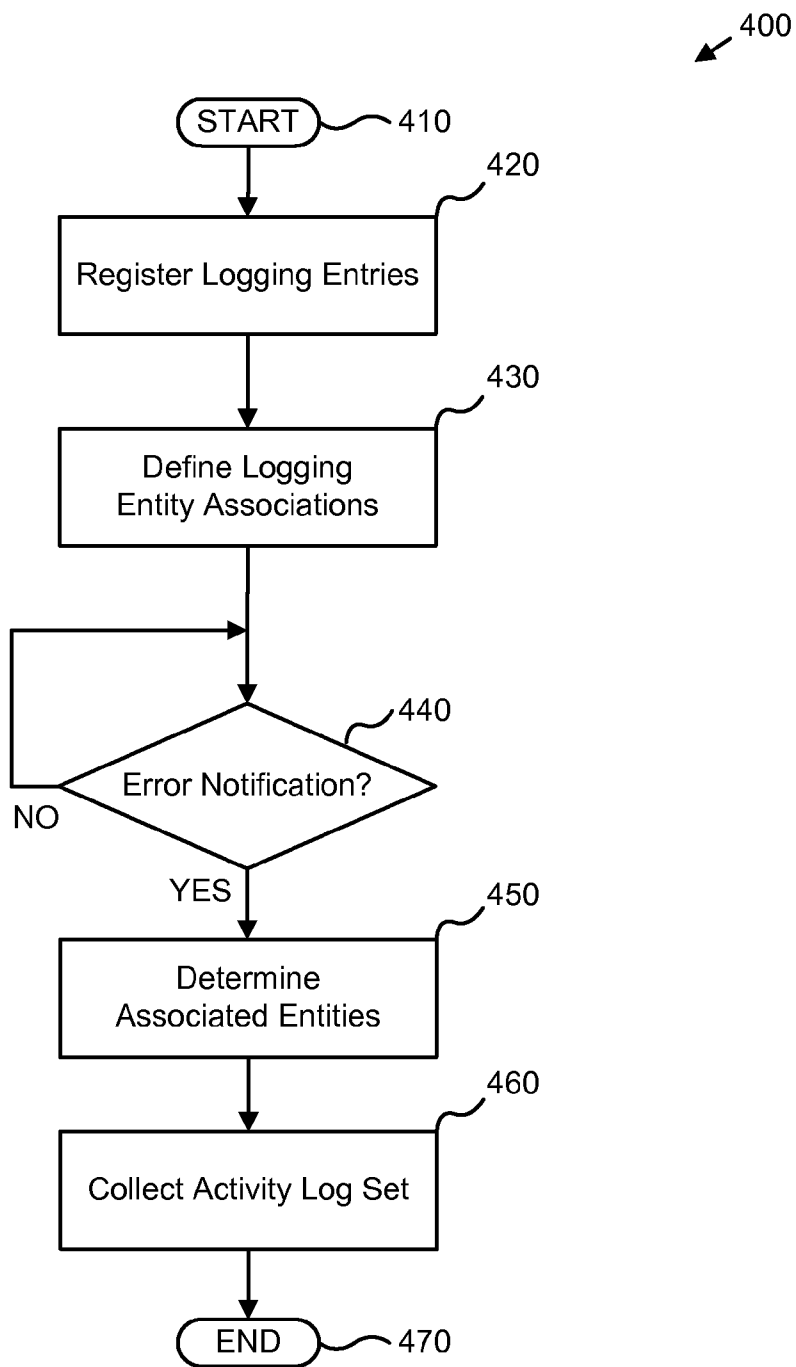 400
START
410
420
Register Logging Entries
430
Define Logging
Entity Associations
440
Error Notification?
NO
YES
450
Determine
Associated Entities
460
Collect Activity Log Set
END
470